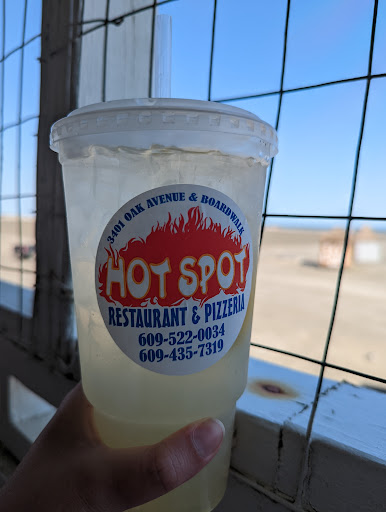 3401 OAK AVENUE & BOARDWALK
HOT SPOT
RESTAURANT & PIZZERIA
609-522-0034
609-435-7319